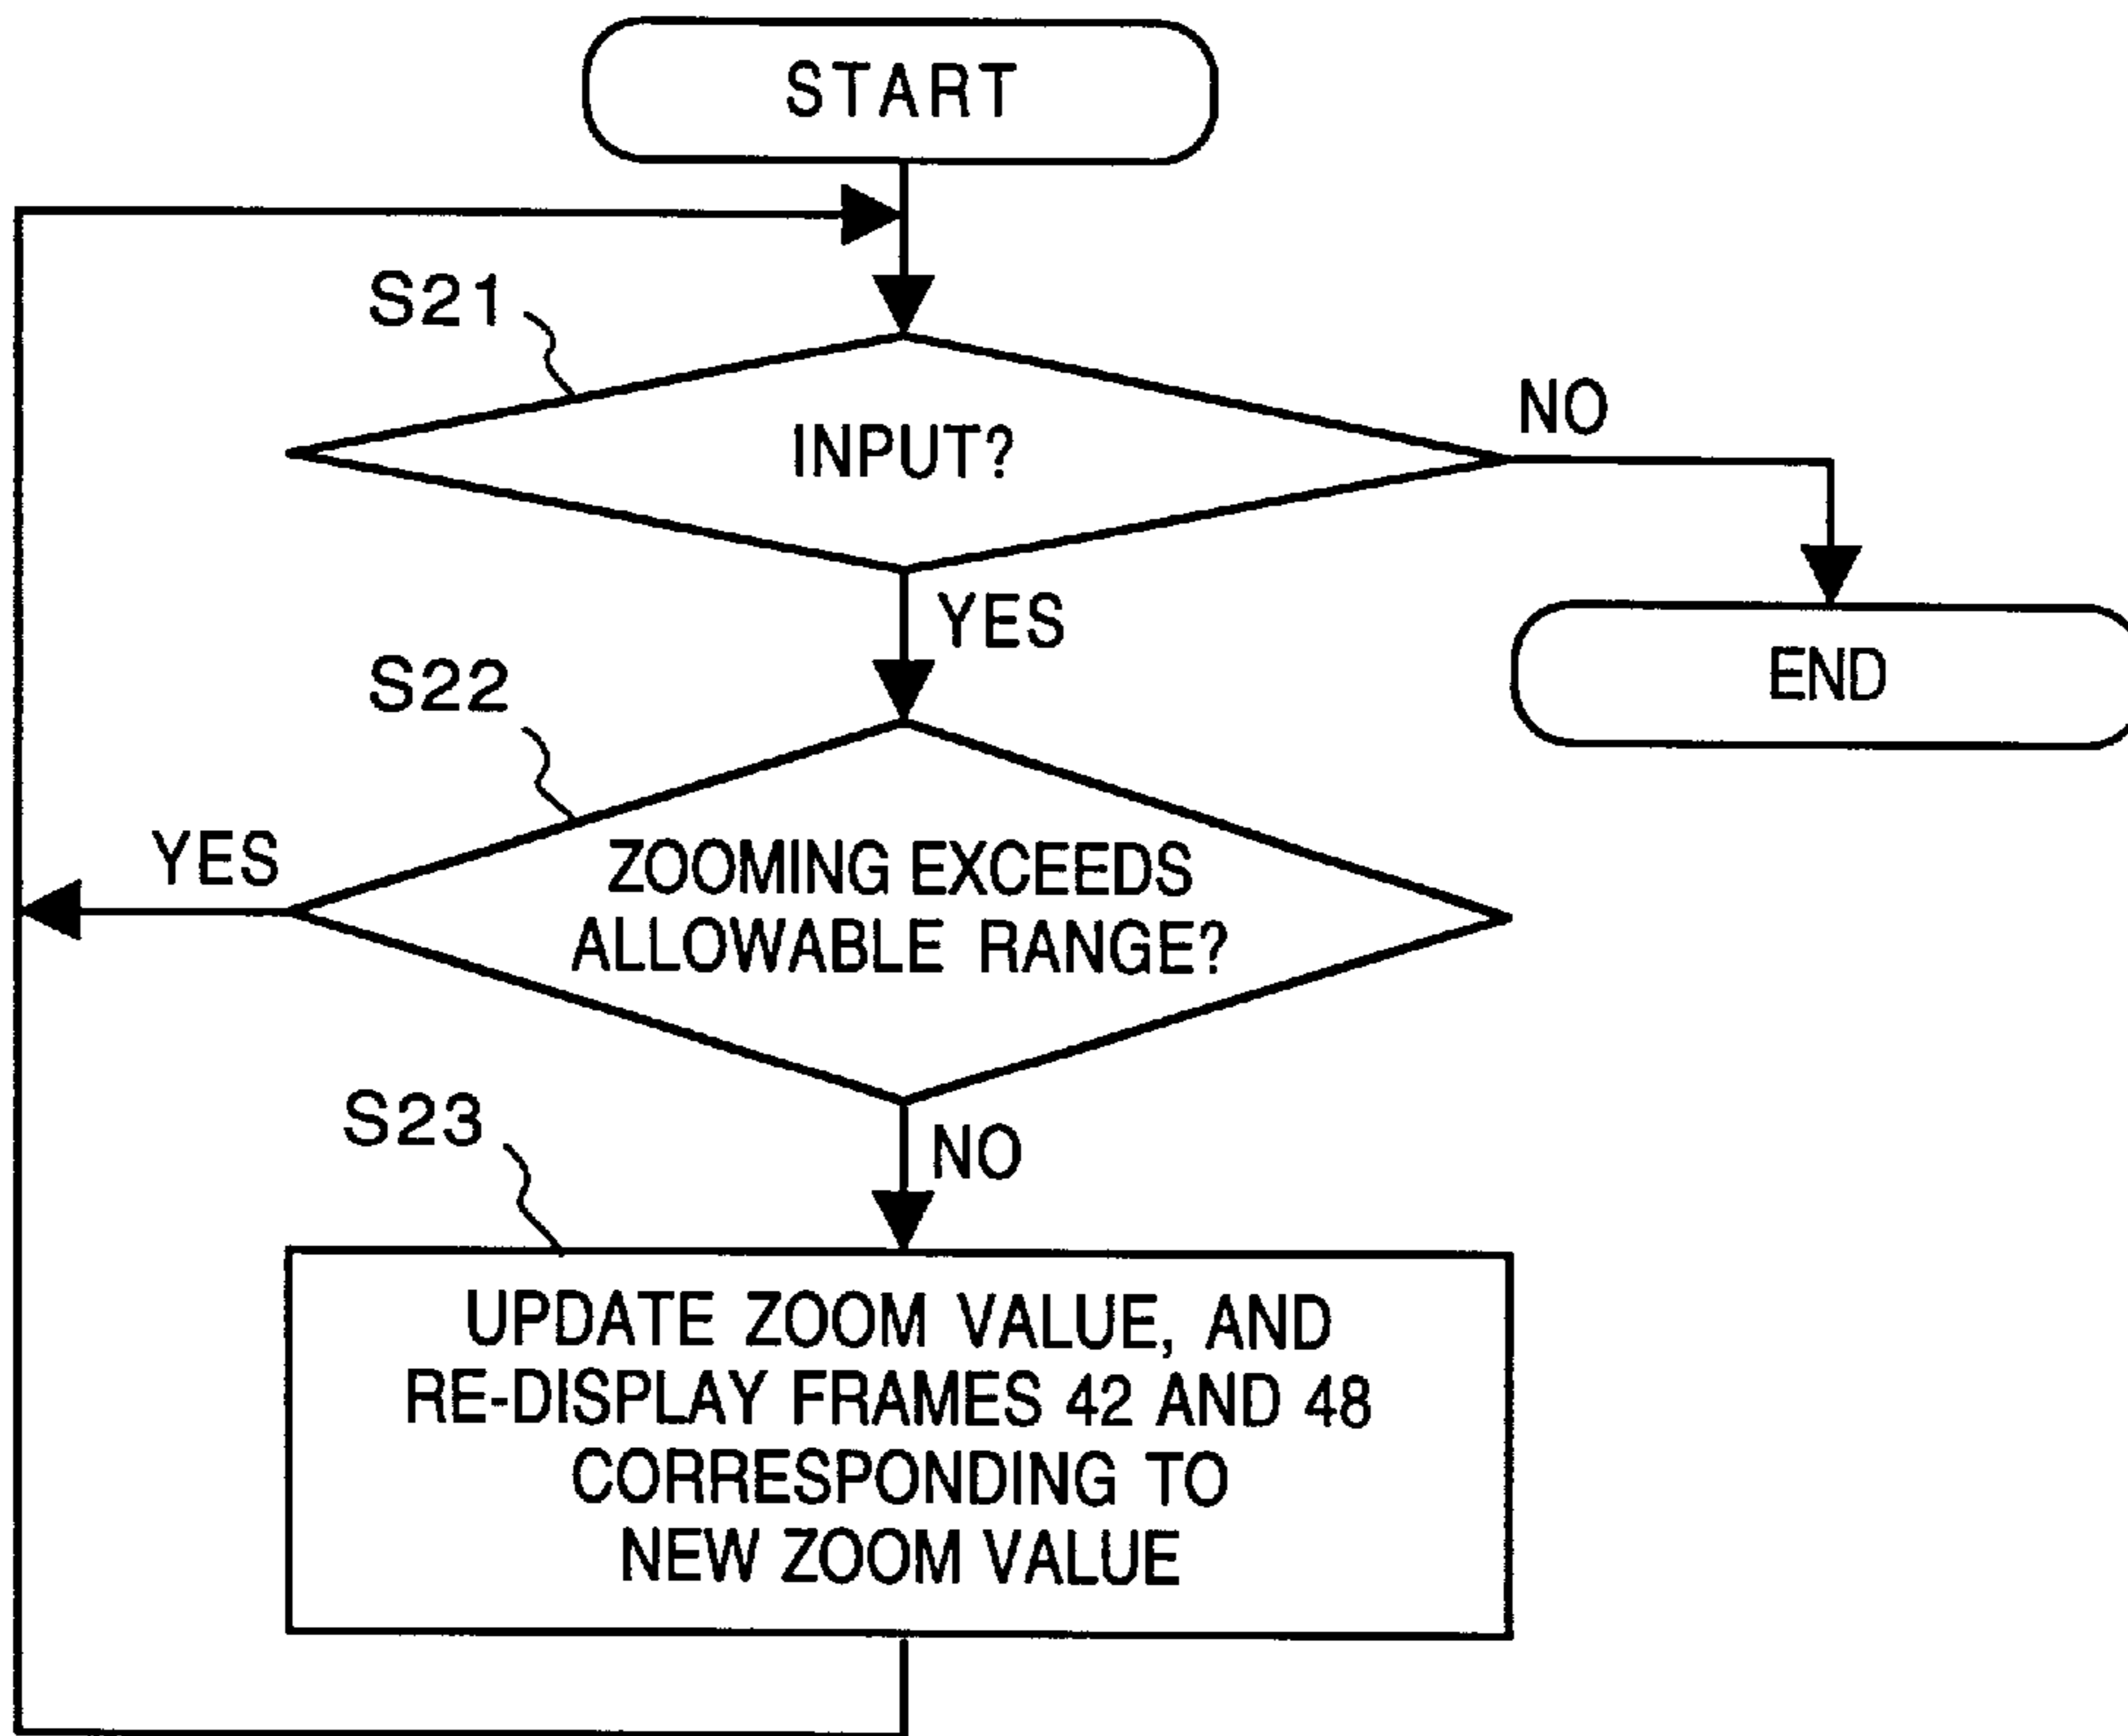 START
S21
INPUT?
NO
YES
END
S22
YES
ZOOMING EXCEEDS
ALLOWABLE RANGE?
S23
NO
UPDATE ZOOM VALUE, AND
RE-DISPLAY FRAMES 42 AND 48
CORRESPONDING TO
NEW ZOOM VALUE